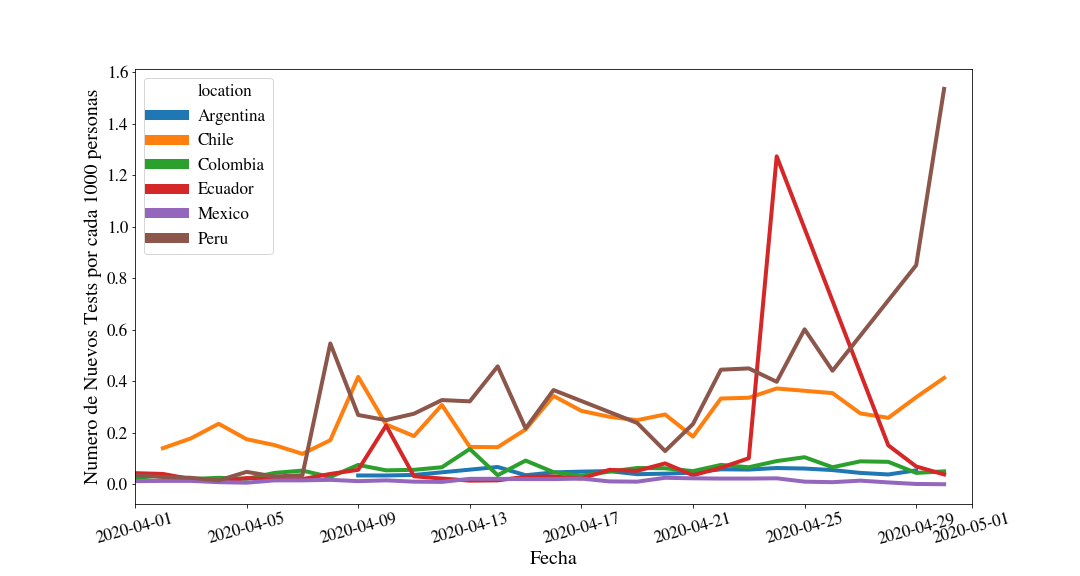 1.6
1.4
1.2
1.0
0.8
0.6
0.4
0.2
0.0
Numero de Nuevos Tests por cada 1000 personas
location
Argentina
Chile
Colombia
Ecuador
Mexico
Peru
2020-04-01
2020-04-05
2020-04-09
2020-04-13
2020-04-17
2020-04-21
2020-04-25
2020-04-29
2020-05-01
Fecha